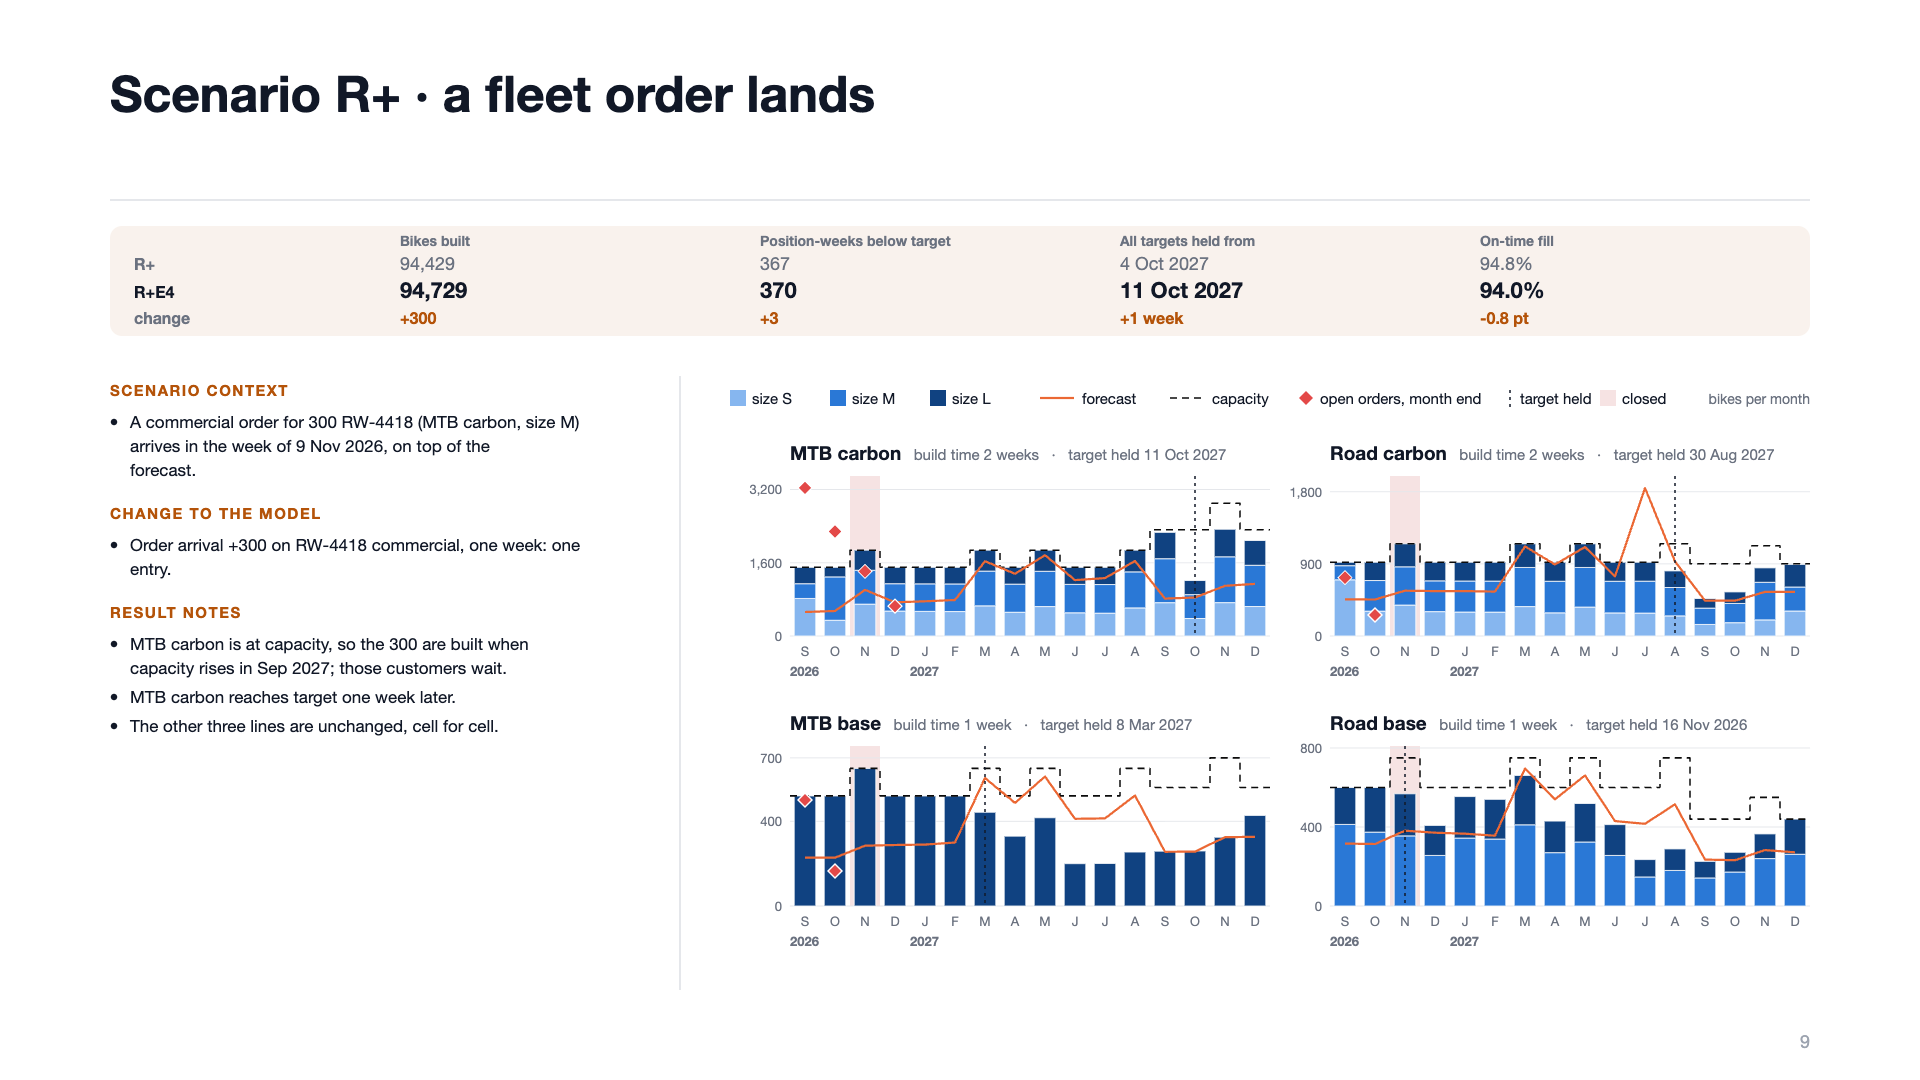 Scenario R+ · a fleet order lands
Bikes built Position-weeks below target All targets held from On-time fill
R+ 94,429 367 4 Oct 2027 94.8%
R+E4 94,729 370 11 Oct 2027 94.0%
change +300 +3 +1 week -0.8 pt
SCENARIO CONTEXT
• A commercial order for 300 RW-4418 (MTB carbon, size M)
arrives in the week of 9 Nov 2026, on top of the
forecast.
CHANGE TO THE MODEL
• Order arrival +300 on RW-4418 commercial, one week: one
entry.
RESULT NOTES
• MTB carbon is at capacity, so the 300 are built when
capacity rises in Sep 2027; those customers wait.
• MTB carbon reaches target one week later.
• The other three lines are unchanged, cell for cell.
size S size M size L forecast capacity open orders, month end target held closed bikes per month
MTB carbon build time 2 weeks · target held 11 Oct 2027
3,200
1,600
0
S O N D J F M A M J J A S O N D
2026 2027
Road carbon build time 2 weeks · target held 30 Aug 2027
1,800
900
0
S O N D J F M A M J J A S O N D
2026 2027
MTB base build time 1 week · target held 8 Mar 2027
700
400
0
S O N D J F M A M J J A S O N D
2026 2027
Road base build time 1 week · target held 16 Nov 2026
800
400
0
S O N D J F M A M J J A S O N D
2026 2027
9